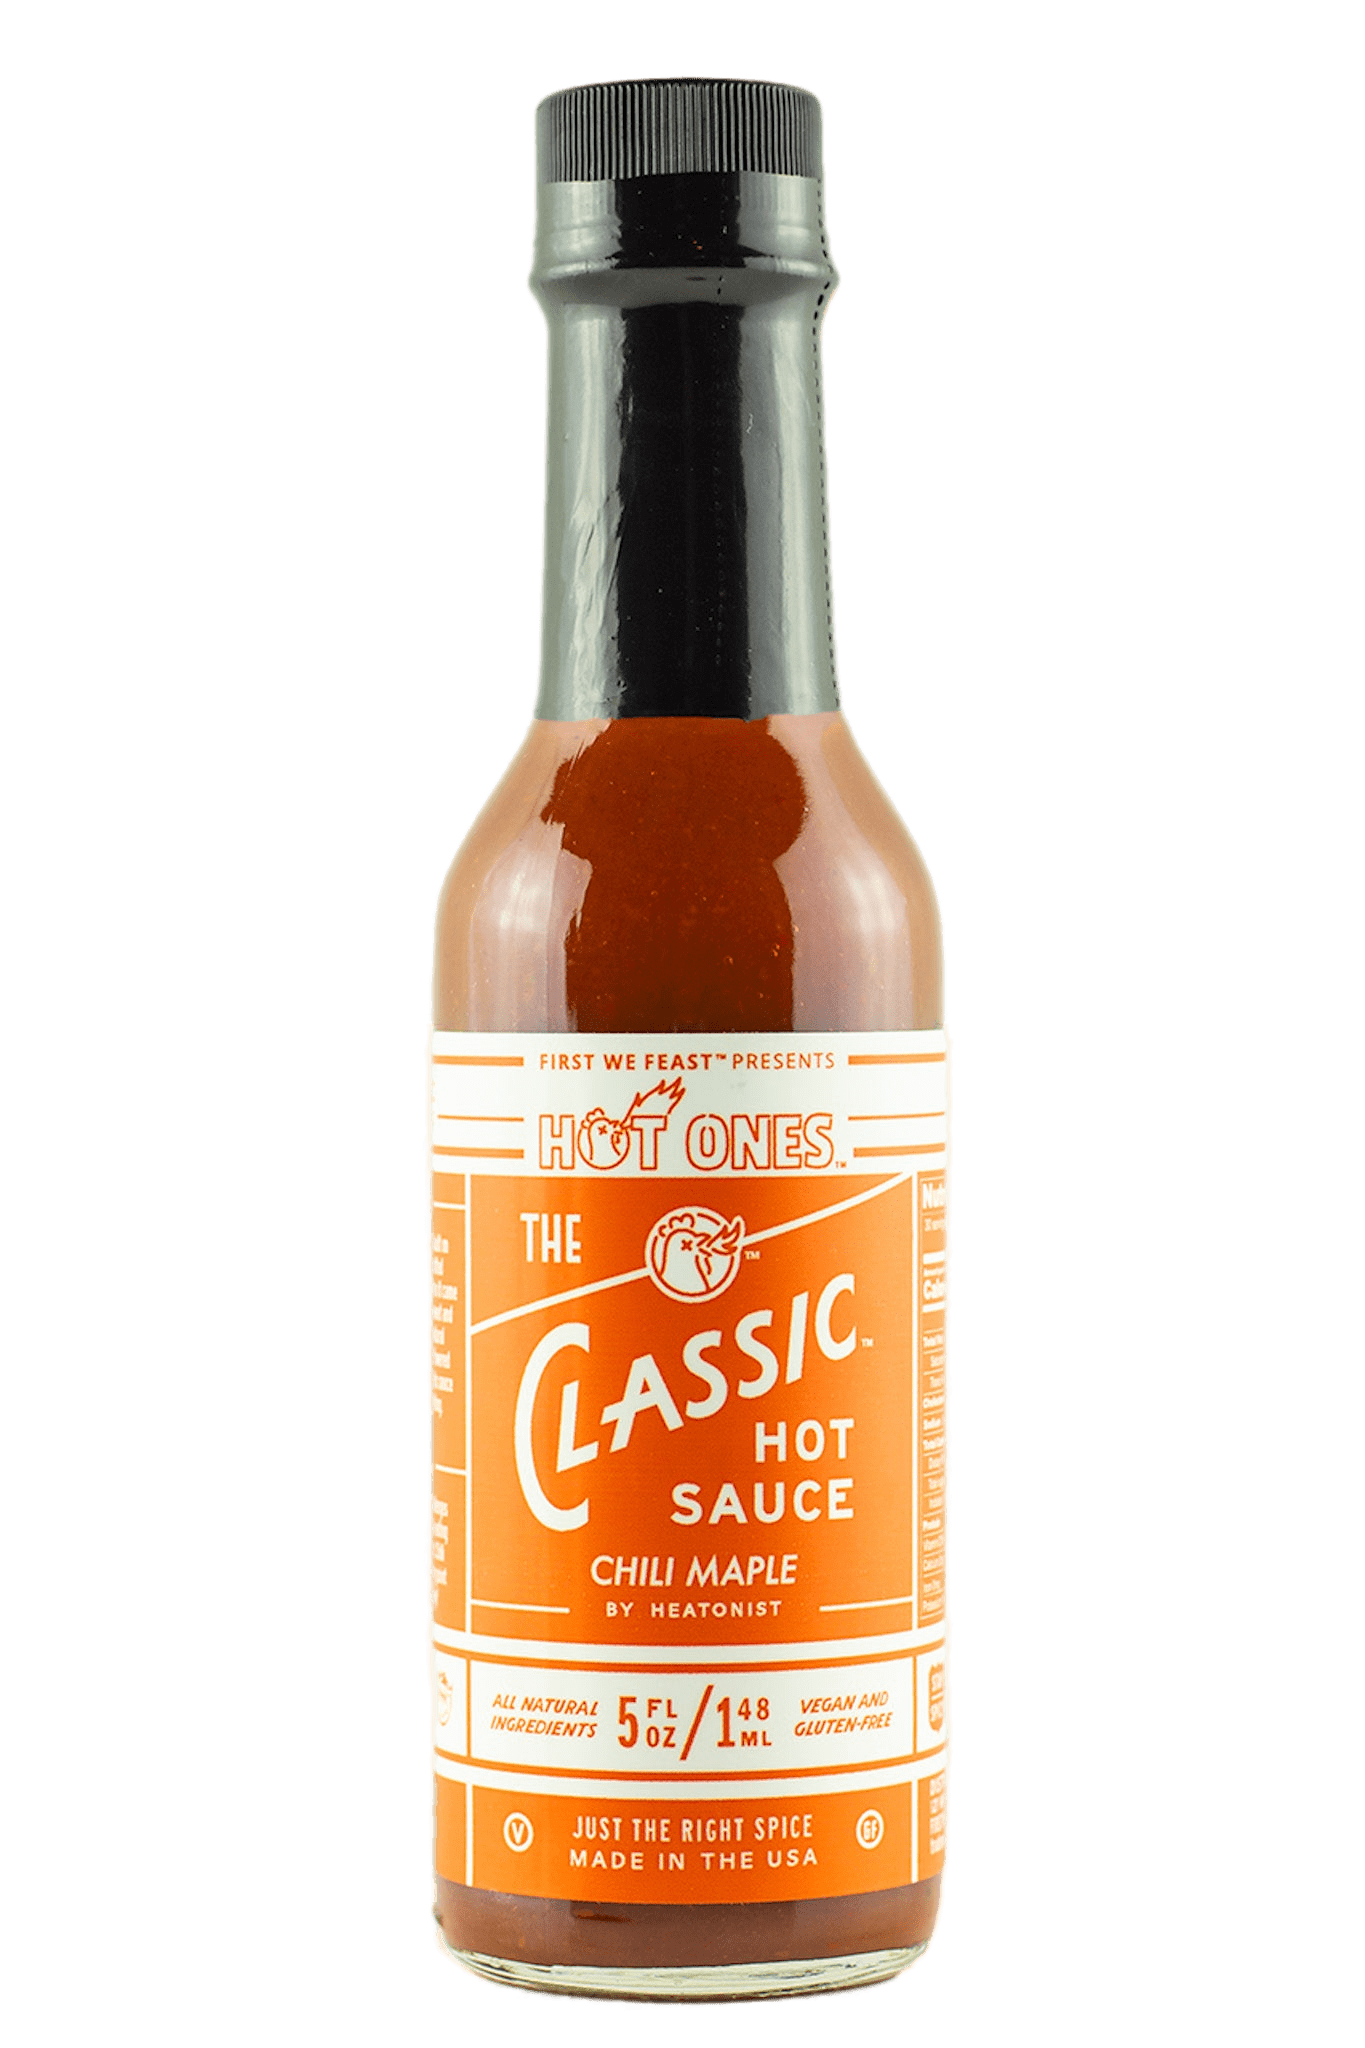 FIRST WE FEAST™ PRESENTS
HOT ONES™
THE
™
CLASSIC™
HOT
SAUCE
CHILI MAPLE
BY HEATONIST
ALL NATURAL
INGREDIENTS
5 FL OZ / 148 ML
VEGAN AND
GLUTEN-FREE
V
JUST THE RIGHT SPICE
GF
MADE IN THE USA